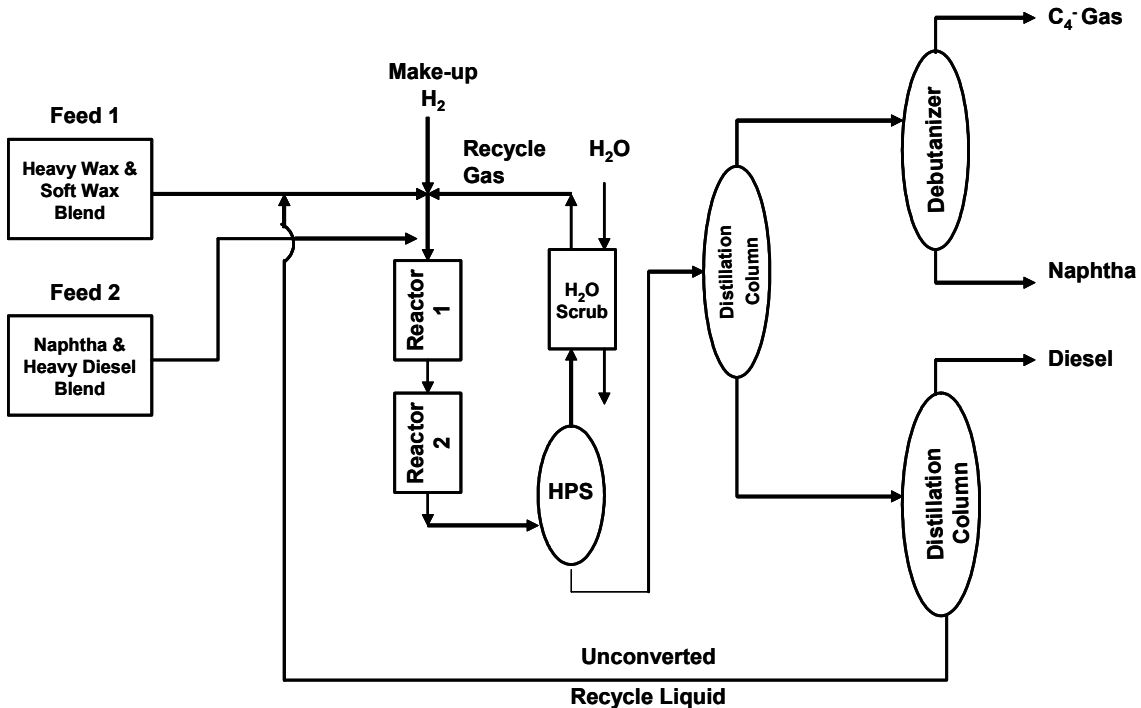 C₄⁻ Gas
Make-up
H₂
Feed 1
Heavy Wax &
Soft Wax
Blend
Recycle
Gas
H₂O
Debutanizer
Distillation
Column
Naphtha
H₂O
Scrub
Reactor
1
Feed 2
Naphtha &
Heavy Diesel
Blend
Diesel
Reactor
2
HPS
Distillation
Column
Unconverted
Recycle Liquid